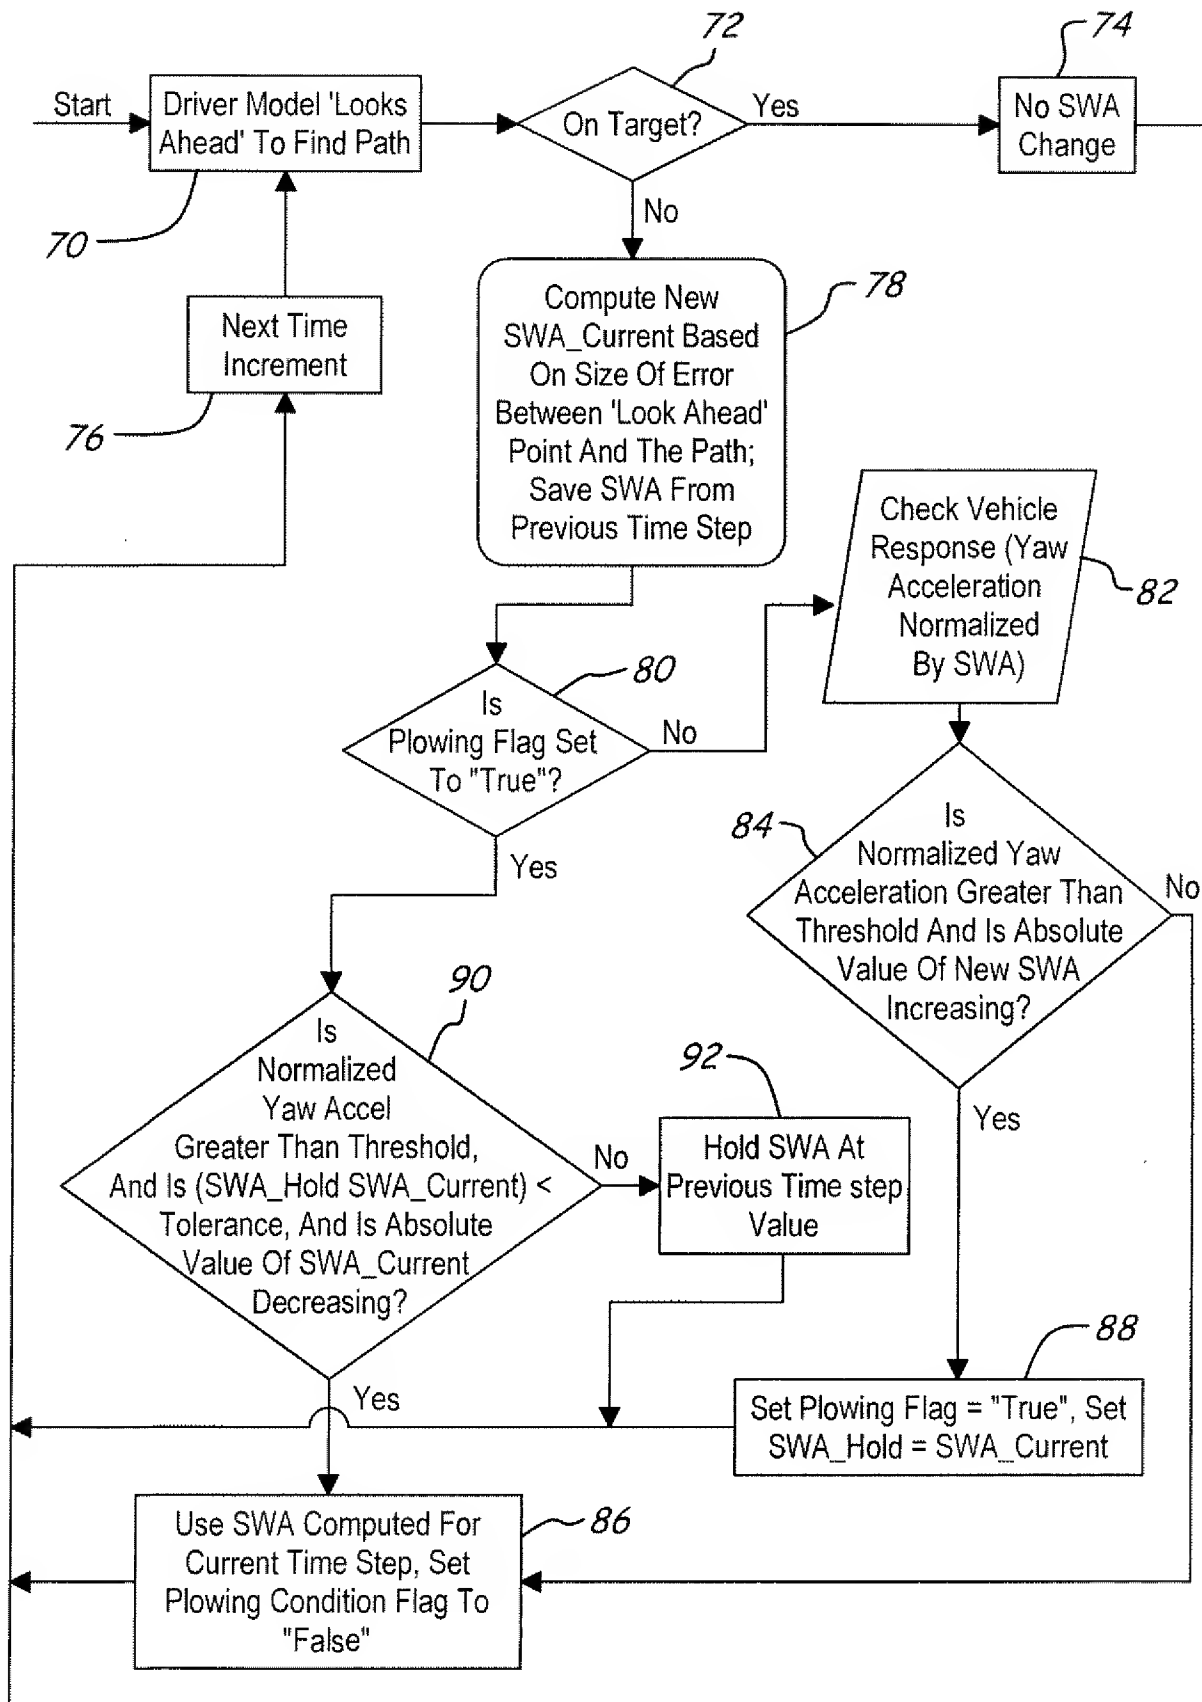 72
74
Start
Driver Model 'Looks
Ahead' To Find Path
On Target?
Yes
No SWA
Change
70
No
Next Time
Increment
76
Compute New
SWA_Current Based
On Size Of Error
Between 'Look Ahead'
Point And The Path;
Save SWA From
Previous Time Step
78
Check Vehicle
Response (Yaw
Acceleration
Normalized
By SWA)
82
80
Is
Plowing Flag Set
To "True"?
No
Yes
84
Is
Normalized Yaw
Acceleration Greater Than
Threshold And Is Absolute
Value Of New SWA
Increasing?
No
Yes
90
Is
Normalized
Yaw Accel
Greater Than Threshold,
And Is (SWA_Hold SWA_Current) <
Tolerance, And Is Absolute
Value Of SWA_Current
Decreasing?
No
92
Hold SWA At
Previous Time step
Value
Yes
88
Set Plowing Flag = "True", Set
SWA_Hold = SWA_Current
Use SWA Computed For
Current Time Step, Set
Plowing Condition Flag To
"False"
86